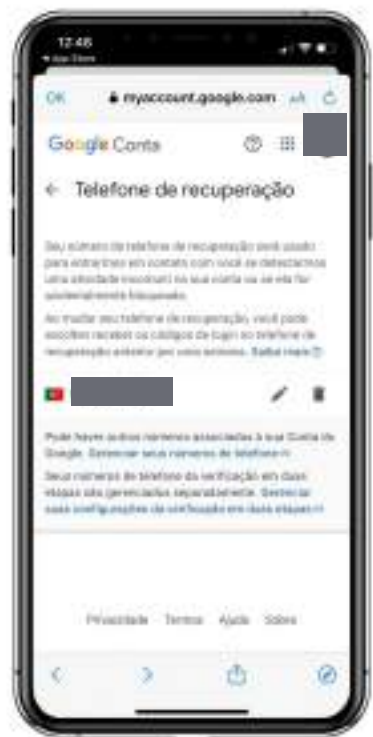 12:48
App Store
OK myaccount.google.com AA
Google Conta
Telefone de recuperação
Seu número de telefone de recuperação será usado
para entrarmos em contato com você se detectarmos
uma atividade incomum na sua conta ou se ela for
acidentalmente bloqueada.
Ao mudar seu telefone de recuperação, você pode
escolher receber os códigos de login no telefone de
recuperação anterior por uma semana. Saiba mais
Pode haver outros números associados à sua Conta do
Google. Gerenciar seus números de telefone
Seus números de telefone da verificação em duas
etapas são gerenciados separadamente. Gerenciar
suas configurações da verificação em duas etapas
Privacidade Termos Ajuda Sobre